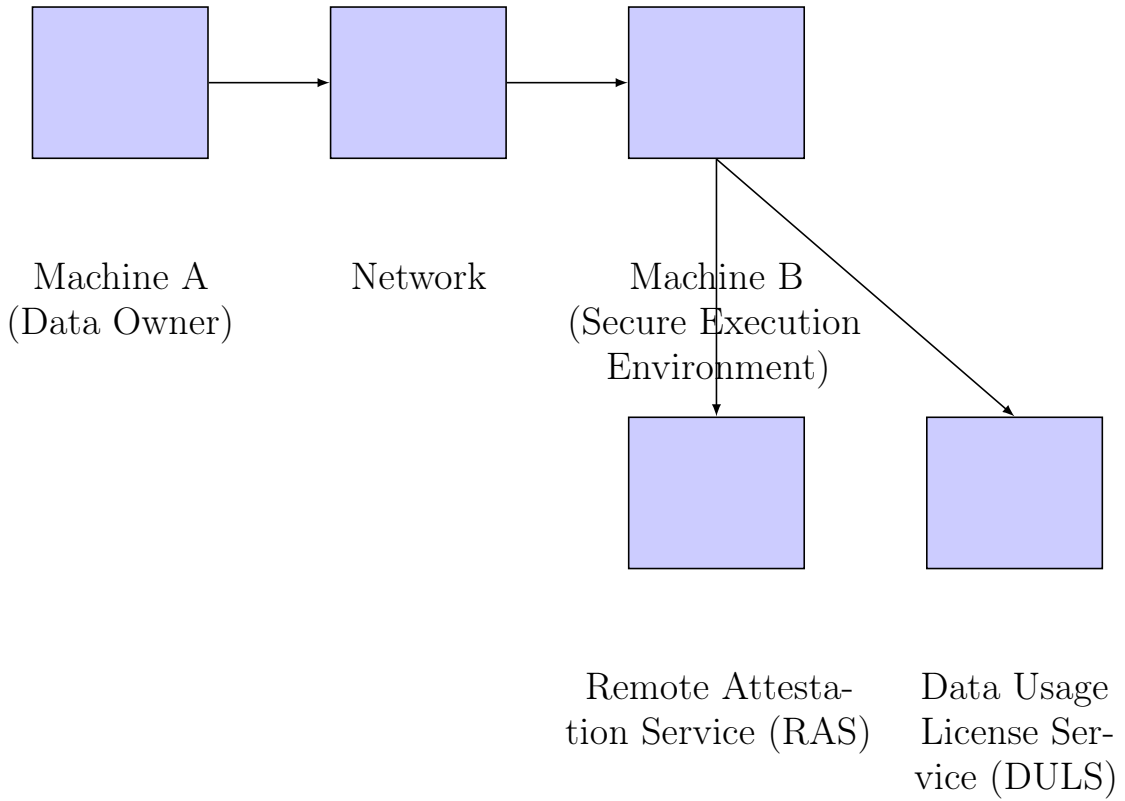 Machine A
(Data Owner)
Network
Machine B
(Secure Execution
Environment)
Remote Attesta-
tion Service (RAS)
Data Usage
License Ser-
vice (DULS)